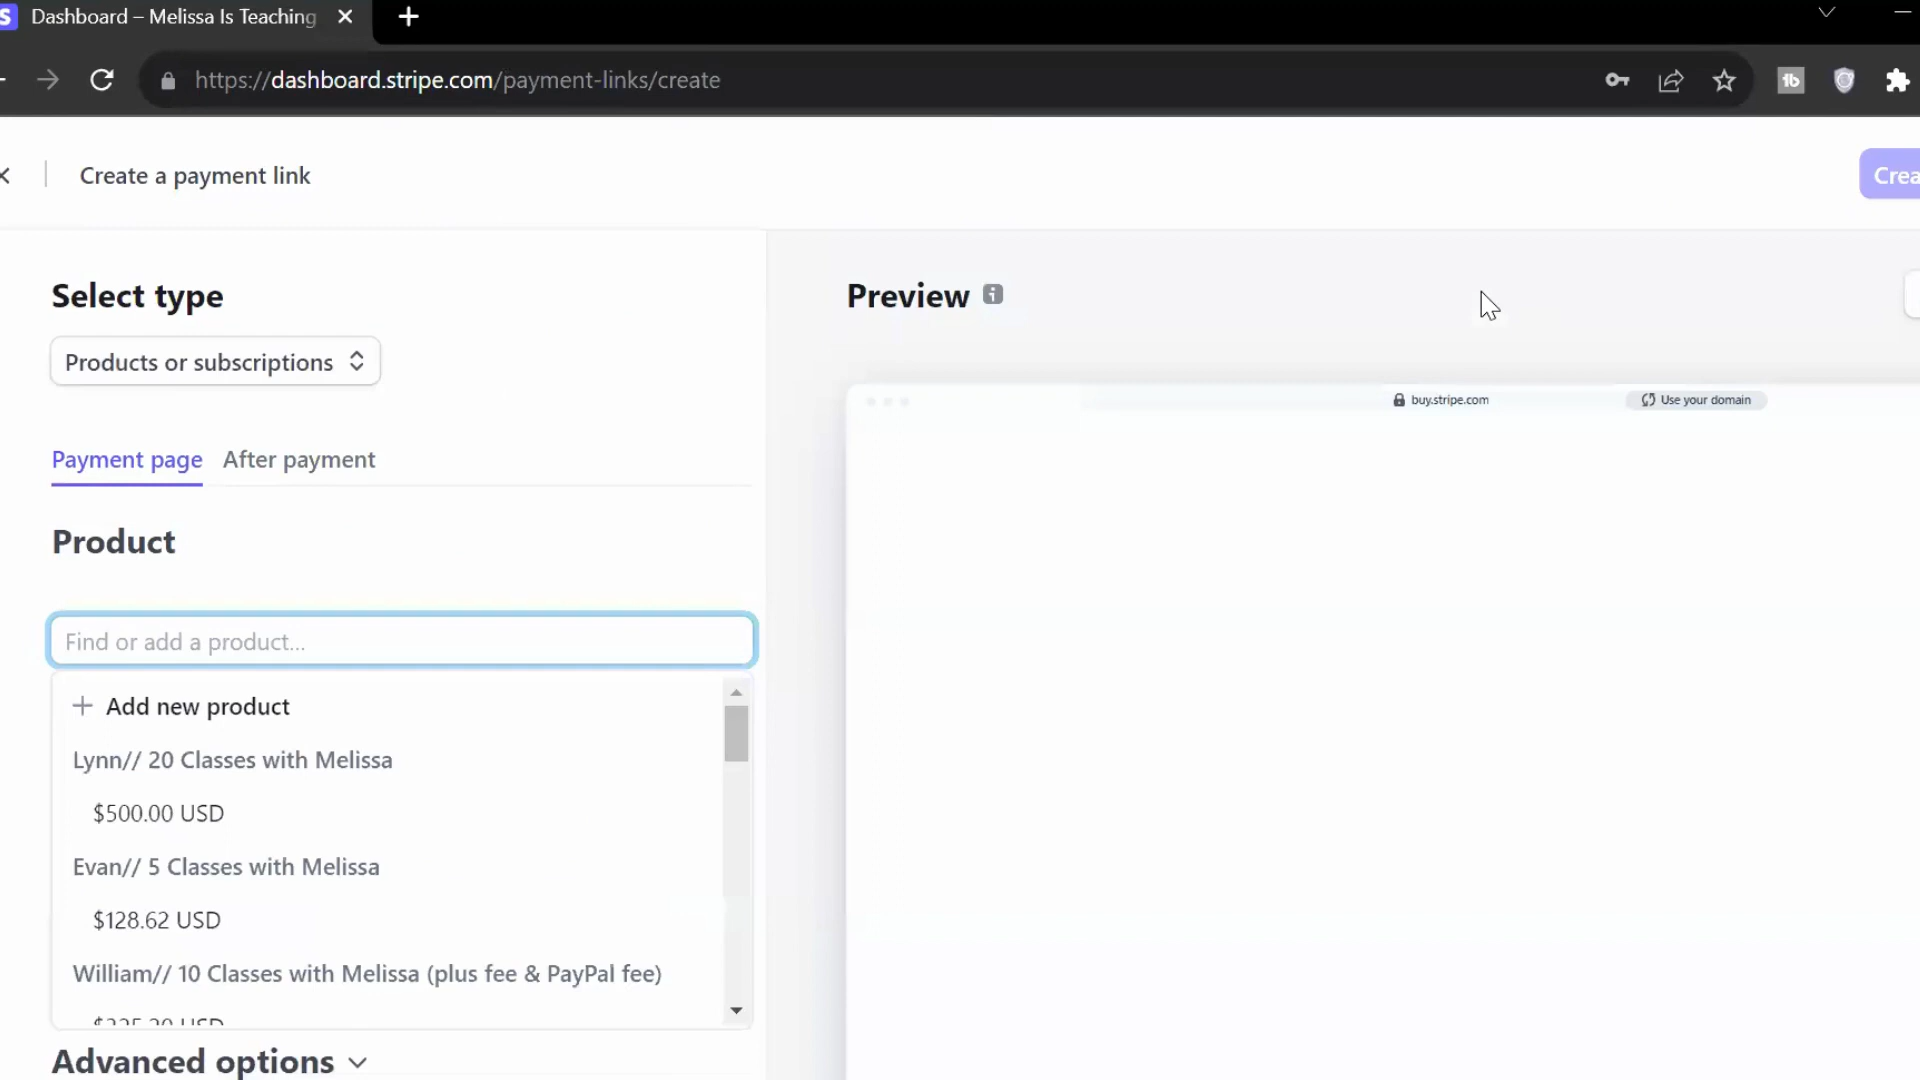 S Dashboard – Melissa Is Teaching
https://dashboard.stripe.com/payment-links/create
Create a payment link
Crea
Select type
Preview
Products or subscriptions
buy.stripe.com
Use your domain
Payment page
After payment
Product
Find or add a product...
Add new product
Lynn// 20 Classes with Melissa
$500.00 USD
Evan// 5 Classes with Melissa
$128.62 USD
William// 10 Classes with Melissa (plus fee & PayPal fee)
USD
Advanced options